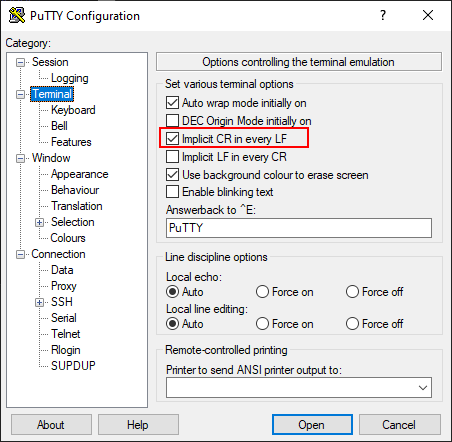 PuTTY Configuration
?
Category:
Session
Logging
Terminal
Keyboard
Bell
Features
Window
Appearance
Behaviour
Translation
Selection
Colours
Connection
Data
Proxy
SSH
Serial
Telnet
Rlogin
SUPDUP
Options controlling the terminal emulation
Set various terminal options
Auto wrap mode initially on
DEC Origin Mode initially on
Implicit CR in every LF
Implicit LF in every CR
Use background colour to erase screen
Enable blinking text
Answerback to ^E:
PuTTY
Line discipline options
Local echo:
Auto Force on Force off
Local line editing:
Auto Force on Force off
Remote-controlled printing
Printer to send ANSI printer output to:
About Help Open Cancel